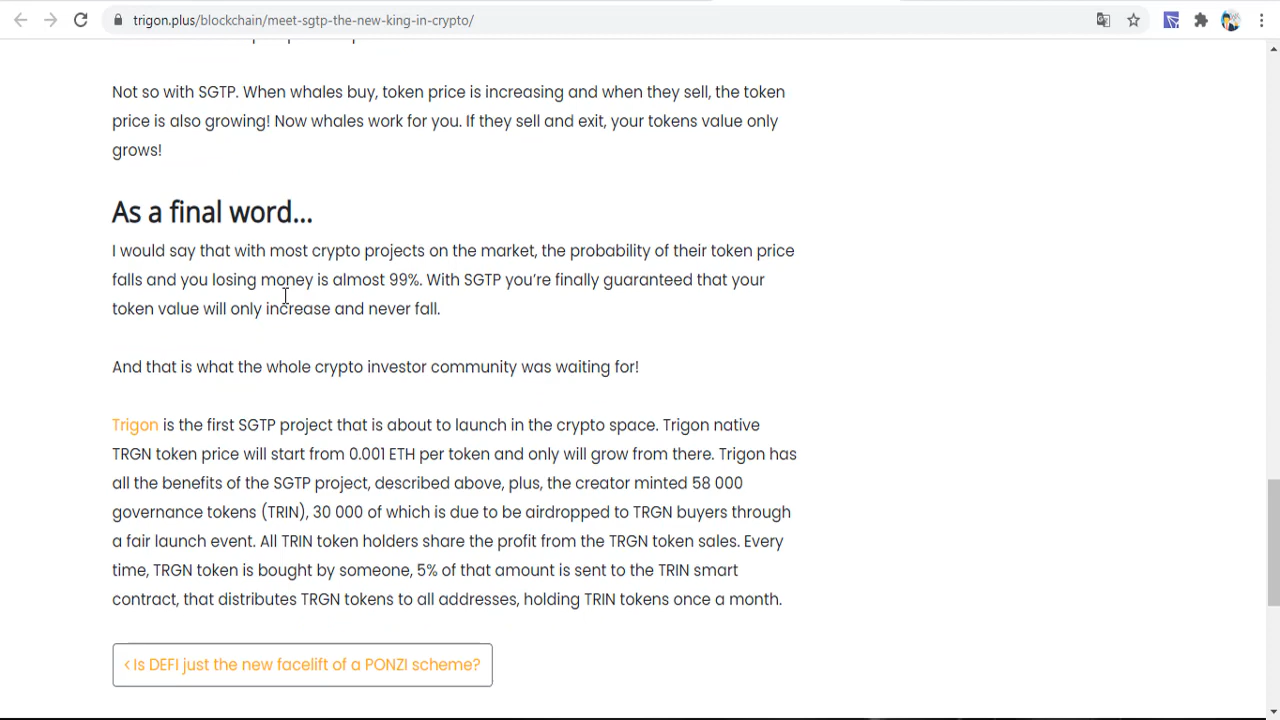 trigon.plus/blockchain/meet-sgtp-the-new-king-in-crypto/
Not so with SGTP. When whales buy, token price is increasing and when they sell, the token
price is also growing! Now whales work for you. If they sell and exit, your tokens value only
grows!
As a final word...
I would say that with most crypto projects on the market, the probability of their token price
falls and you losing money is almost 99%. With SGTP you're finally guaranteed that your
token value will only increase and never fall.
And that is what the whole crypto investor community was waiting for!
Trigon is the first SGTP project that is about to launch in the crypto space. Trigon native
TRGN token price will start from 0.001 ETH per token and only will grow from there. Trigon has
all the benefits of the SGTP project, described above, plus, the creator minted 58 000
governance tokens (TRIN), 30 000 of which is due to be airdropped to TRGN buyers through
a fair launch event. All TRIN token holders share the profit from the TRGN token sales. Every
time, TRGN token is bought by someone, 5% of that amount is sent to the TRIN smart
contract, that distributes TRGN tokens to all addresses, holding TRIN tokens once a month.
‹ Is DEFI just the new facelift of a PONZI scheme?